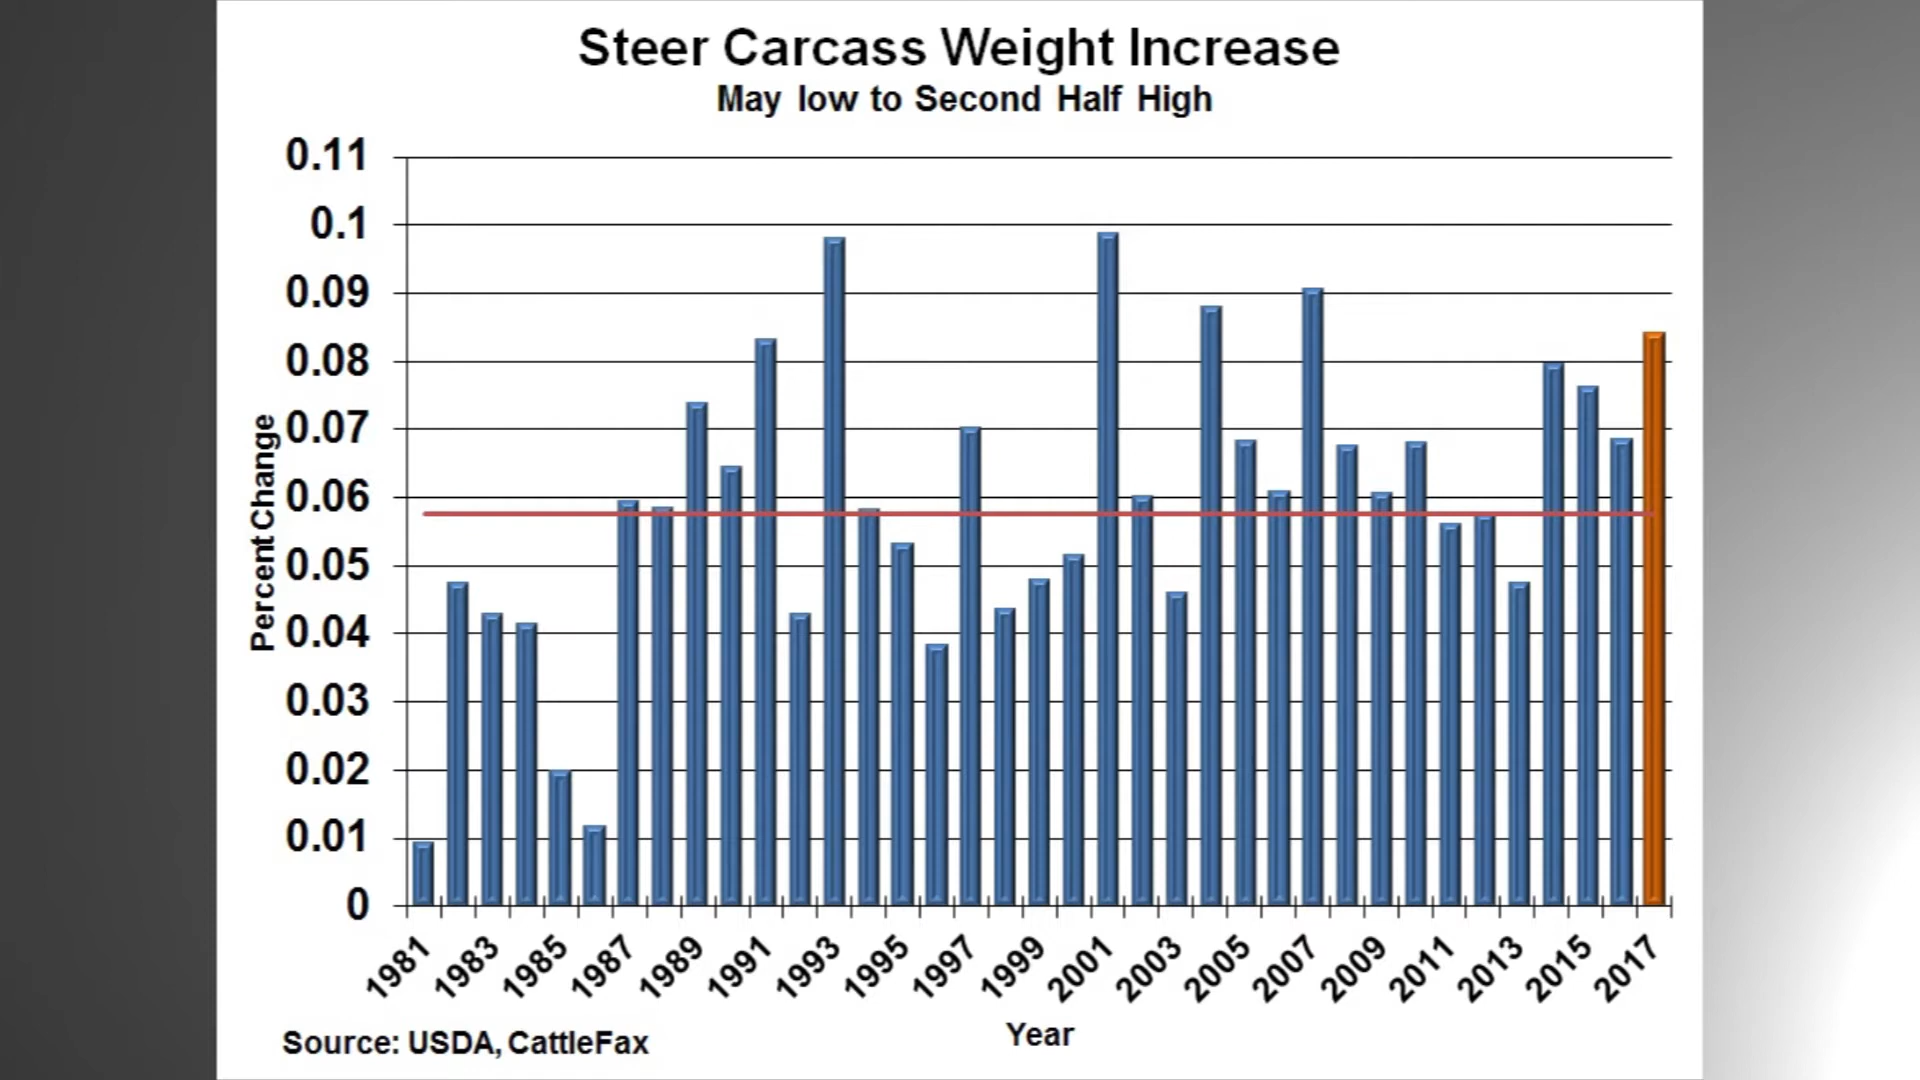 Steer Carcass Weight Increase
May low to Second Half High
0.11
0.1
0.09
0.08
0.07
0.06
0.05
0.04
0.03
0.02
0.01
0
Percent Change
1981 1983 1985 1987 1989 1991 1993 1995 1997 1999 2001 2003 2005 2007 2009 2011 2013 2015 2017
Year
Source: USDA, CattleFax